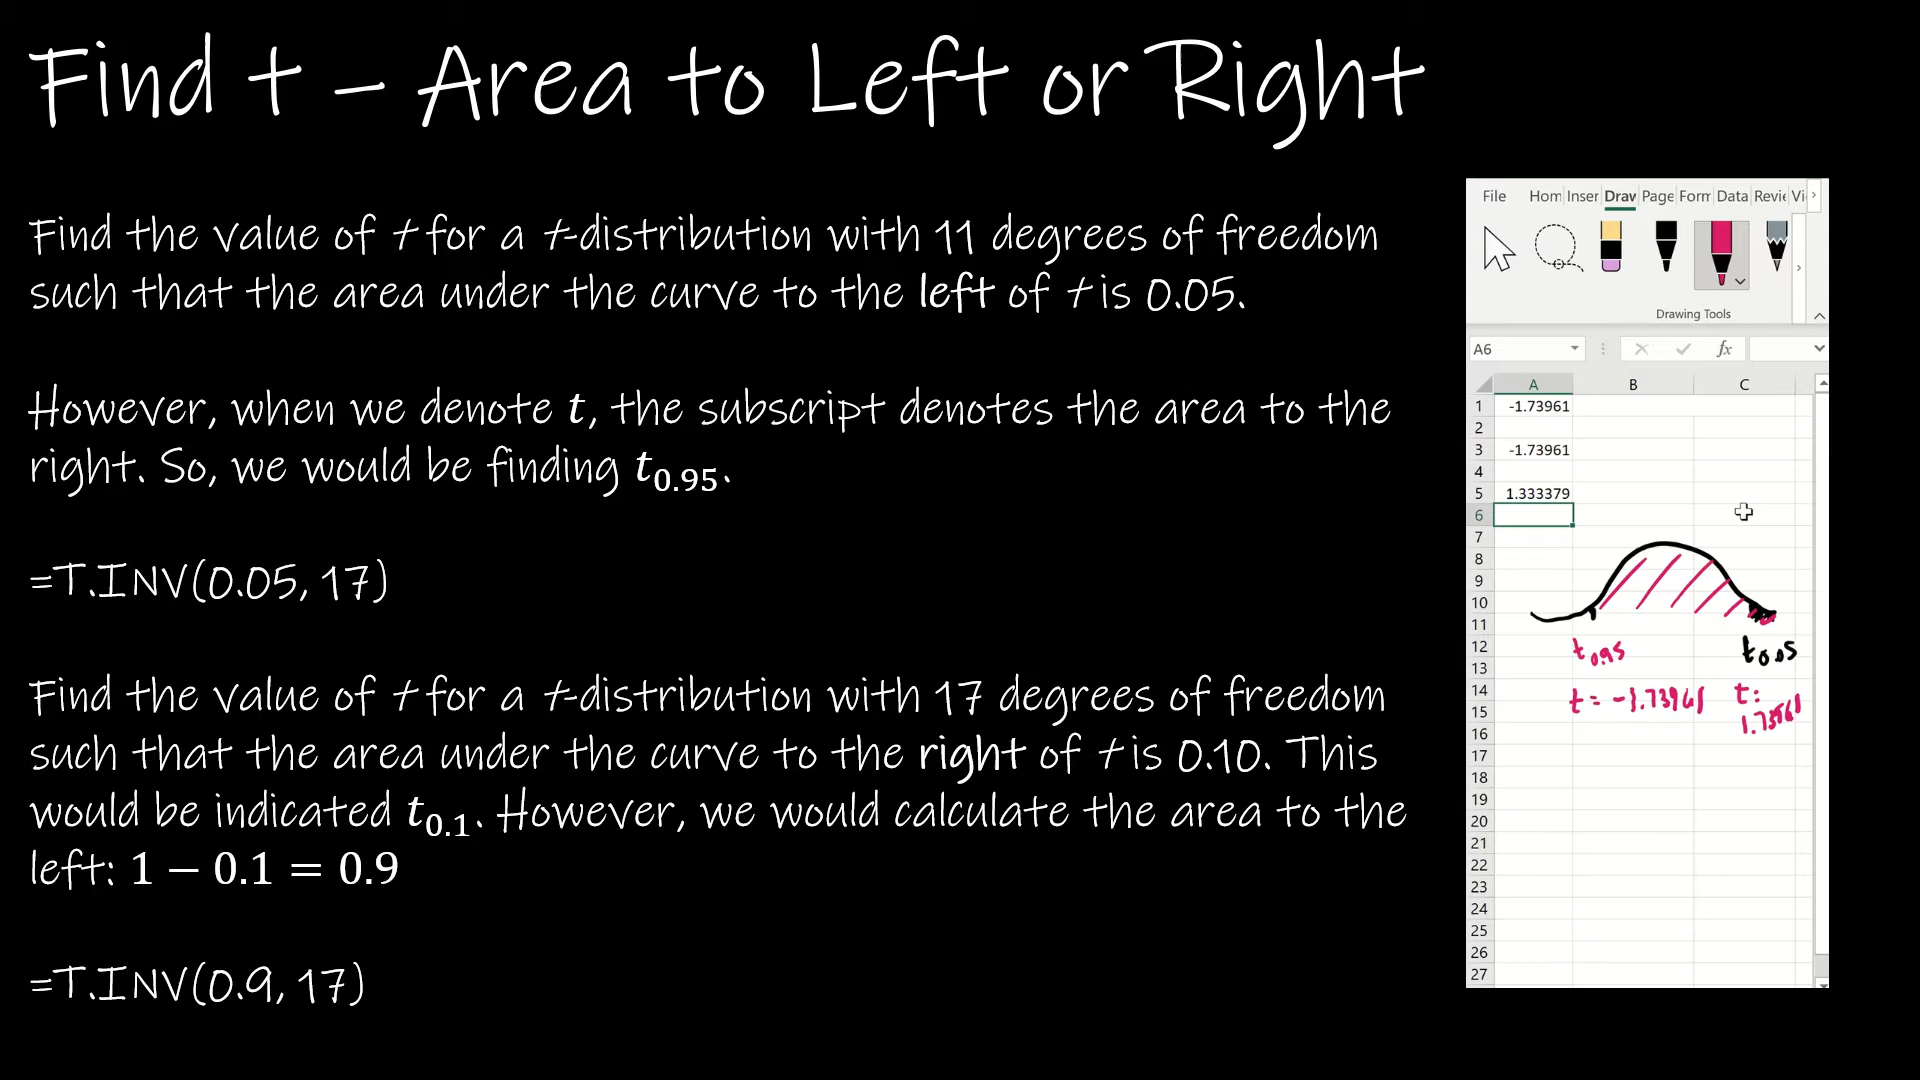 Find t – Area to Left or Right
Find the value of t for a t-distribution with 11 degrees of freedom
such that the area under the curve to the left of t is 0.05.
However, when we denote t, the subscript denotes the area to the
right. So, we would be finding t0.95.
=T.INV(0.05, 17)
Find the value of t for a t-distribution with 17 degrees of freedom
such that the area under the curve to the right of t is 0.10. This
would be indicated t0.1. However, we would calculate the area to the
left: 1 − 0.1 = 0.9
=T.INV(0.9, 17)
File Hom Inser Draw Page Form Data Revie Vi
Drawing Tools
A6 fx
A B C
1 -1.73961
2
3 -1.73961
4
5 1.333379
6
7
8
9
10
11
12
13
14
15
16
17
18
19
20
21
22
23
24
25
26
27
t0.95 t0.05
t = -1.73961 t:
1.73961